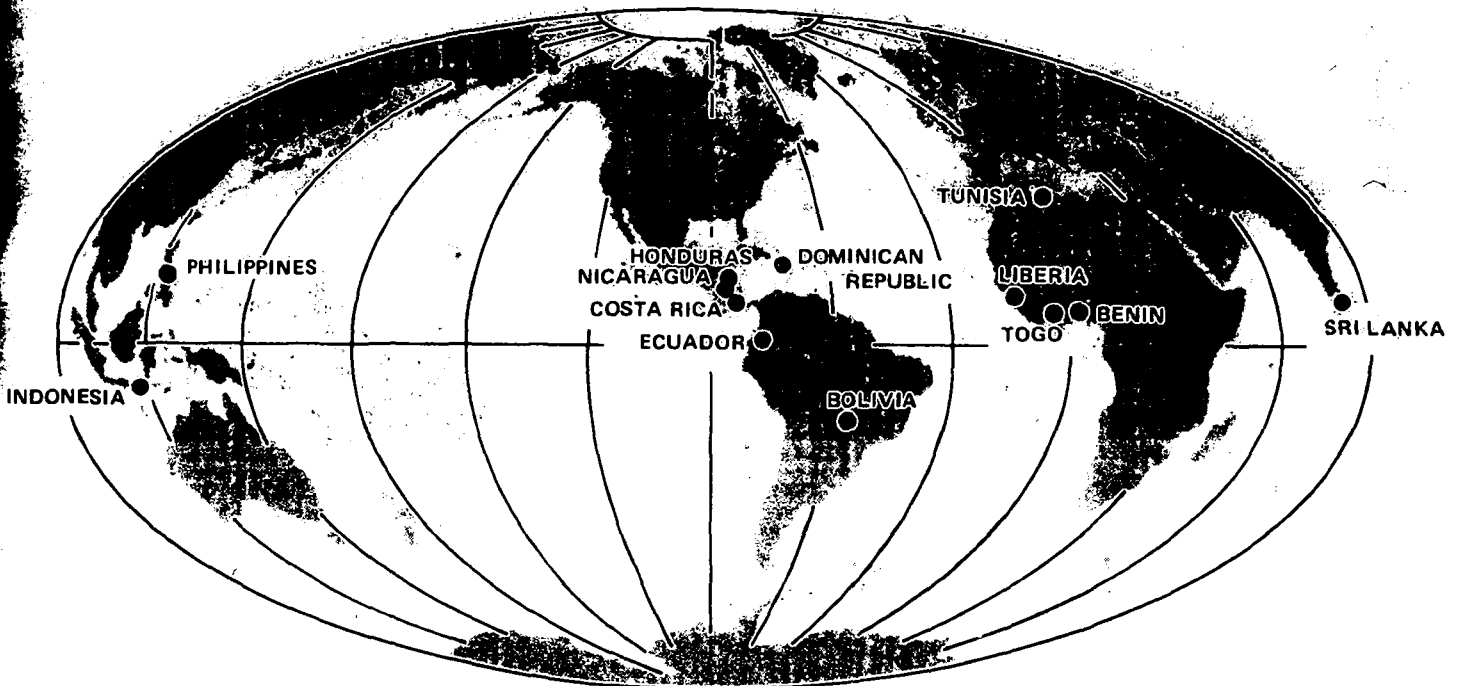 TUNISIA
PHILIPPINES
HONDURAS
NICARAGUA
COSTA RICA
DOMINICAN
REPUBLIC
LIBERIA
TOGO
BENIN
SRI LANKA
ECUADOR
INDONESIA
BOLIVIA